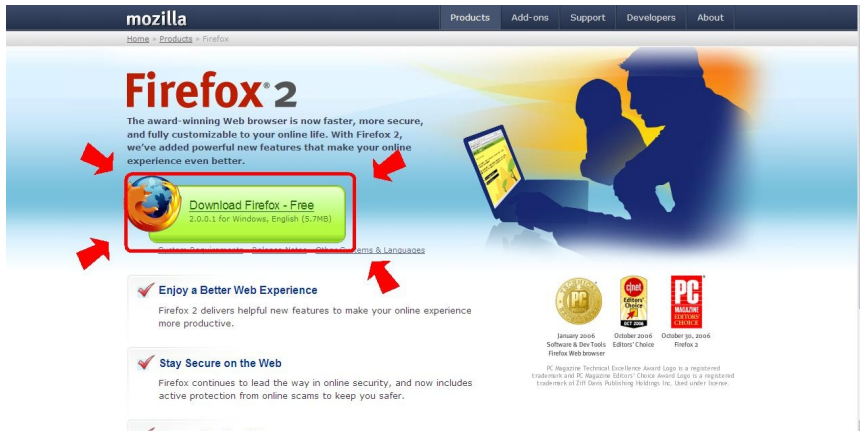 mozilla
Products Add-ons Support Developers About
Home » Products » Firefox
Firefox® 2
The award-winning Web browser is now faster, more secure,
and fully customizable to your online life. With Firefox 2,
we've added powerful new features that make your online
experience even better.
Download Firefox - Free
2.0.0.1 for Windows, English (5.7MB)
Release Notes Other Systems & Languages
Enjoy a Better Web Experience
Firefox 2 delivers helpful new features to make your online experience
more productive.
Stay Secure on the Web
Firefox continues to lead the way in online security, and now includes
active protection from online scams to keep you safer.
PC
cnet
Editors'
Choice
OCT 2006
PC
MAGAZINE
EDITORS'
CHOICE
January 2006
Software & Dev Tools
Firefox Web browser
October 2006
Editors' Choice
October 30, 2006
Firefox 2
PC Magazine Technical Excellence Award Logo is a registered
trademark and PC Magazine Editors' Choice Award Logo is a registered
trademark of Ziff Davis Publishing Holdings Inc. Used under license.